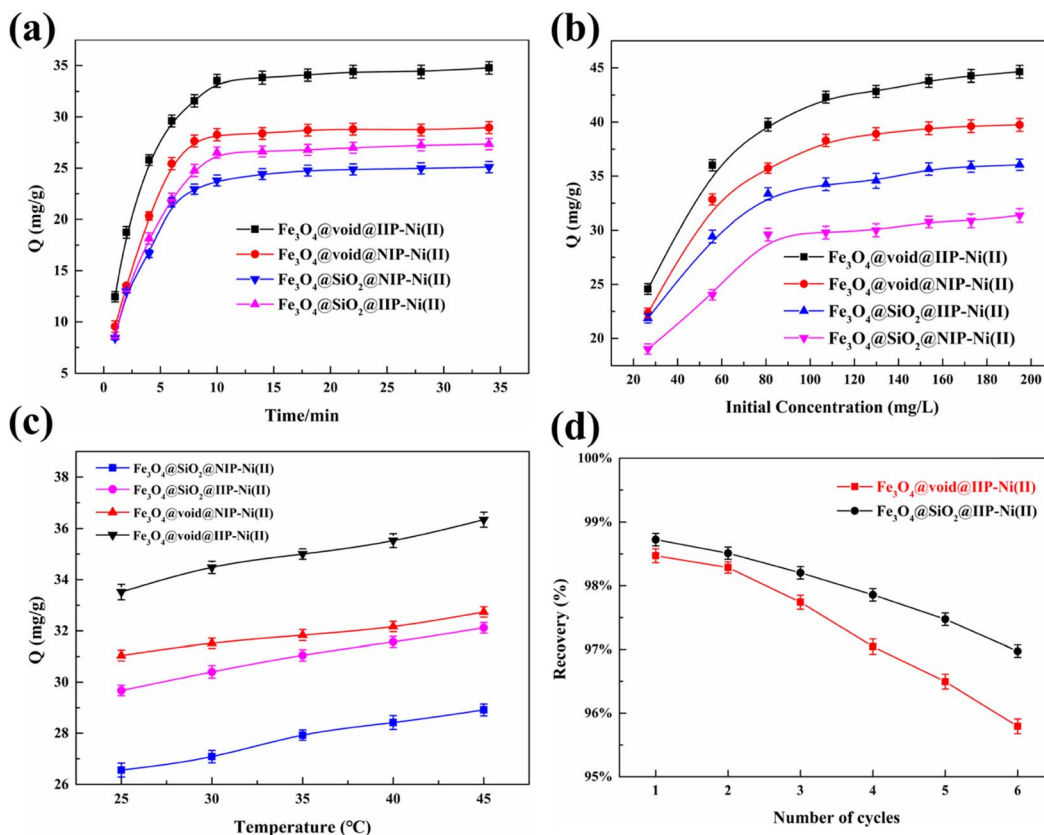 (a)
35
30
25
20
15
10
5
Q (mg/g)
0 5 10 15 20 25 30 35
Time/min
Fe₃O₄@void@IIP-Ni(II)
Fe₃O₄@void@NIP-Ni(II)
Fe₃O₄@SiO₂@NIP-Ni(II)
Fe₃O₄@SiO₂@IIP-Ni(II)
(b)
45
40
35
30
25
20
Q (mg/g)
20 40 60 80 100 120 140 160 180 200
Initial Concentration (mg/L)
Fe₃O₄@void@IIP-Ni(II)
Fe₃O₄@void@NIP-Ni(II)
Fe₃O₄@SiO₂@IIP-Ni(II)
Fe₃O₄@SiO₂@NIP-Ni(II)
(c)
38
36
34
32
30
28
26
Q (mg/g)
25 30 35 40 45
Temperature (℃)
Fe₃O₄@SiO₂@NIP-Ni(II)
Fe₃O₄@SiO₂@IIP-Ni(II)
Fe₃O₄@void@NIP-Ni(II)
Fe₃O₄@void@IIP-Ni(II)
(d)
100%
99%
98%
97%
96%
95%
Recovery (%)
1 2 3 4 5 6
Number of cycles
Fe₃O₄@void@IIP-Ni(II)
Fe₃O₄@SiO₂@IIP-Ni(II)